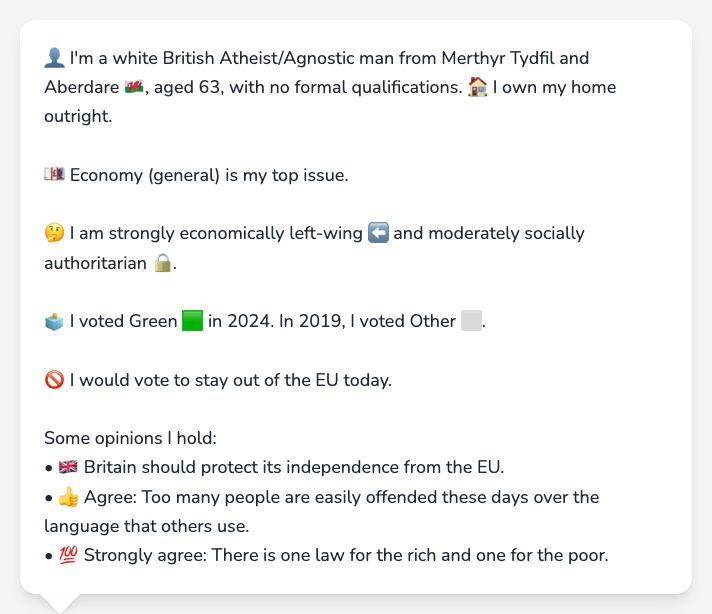 👤 I'm a white British Atheist/Agnostic man from Merthyr Tydfil and
Aberdare 🏴󠁧󠁢󠁷󠁬󠁳󠁿, aged 63, with no formal qualifications. 🏠 I own my home
outright.
💷 Economy (general) is my top issue.
🤔 I am strongly economically left-wing ⬅️ and moderately socially
authoritarian 🔒.
🗳️ I voted Green 🟩 in 2024. In 2019, I voted Other ⬜.
🚫 I would vote to stay out of the EU today.
Some opinions I hold:
• 🇬🇧 Britain should protect its independence from the EU.
• 👍 Agree: Too many people are easily offended these days over the
language that others use.
• 💯 Strongly agree: There is one law for the rich and one for the poor.